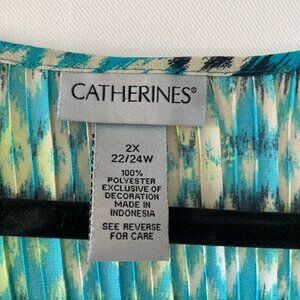 CATHERINES®
2X
22/24W
100%
POLYESTER
EXCLUSIVE OF
DECORATION
MADE IN
INDONESIA
SEE REVERSE
FOR CARE